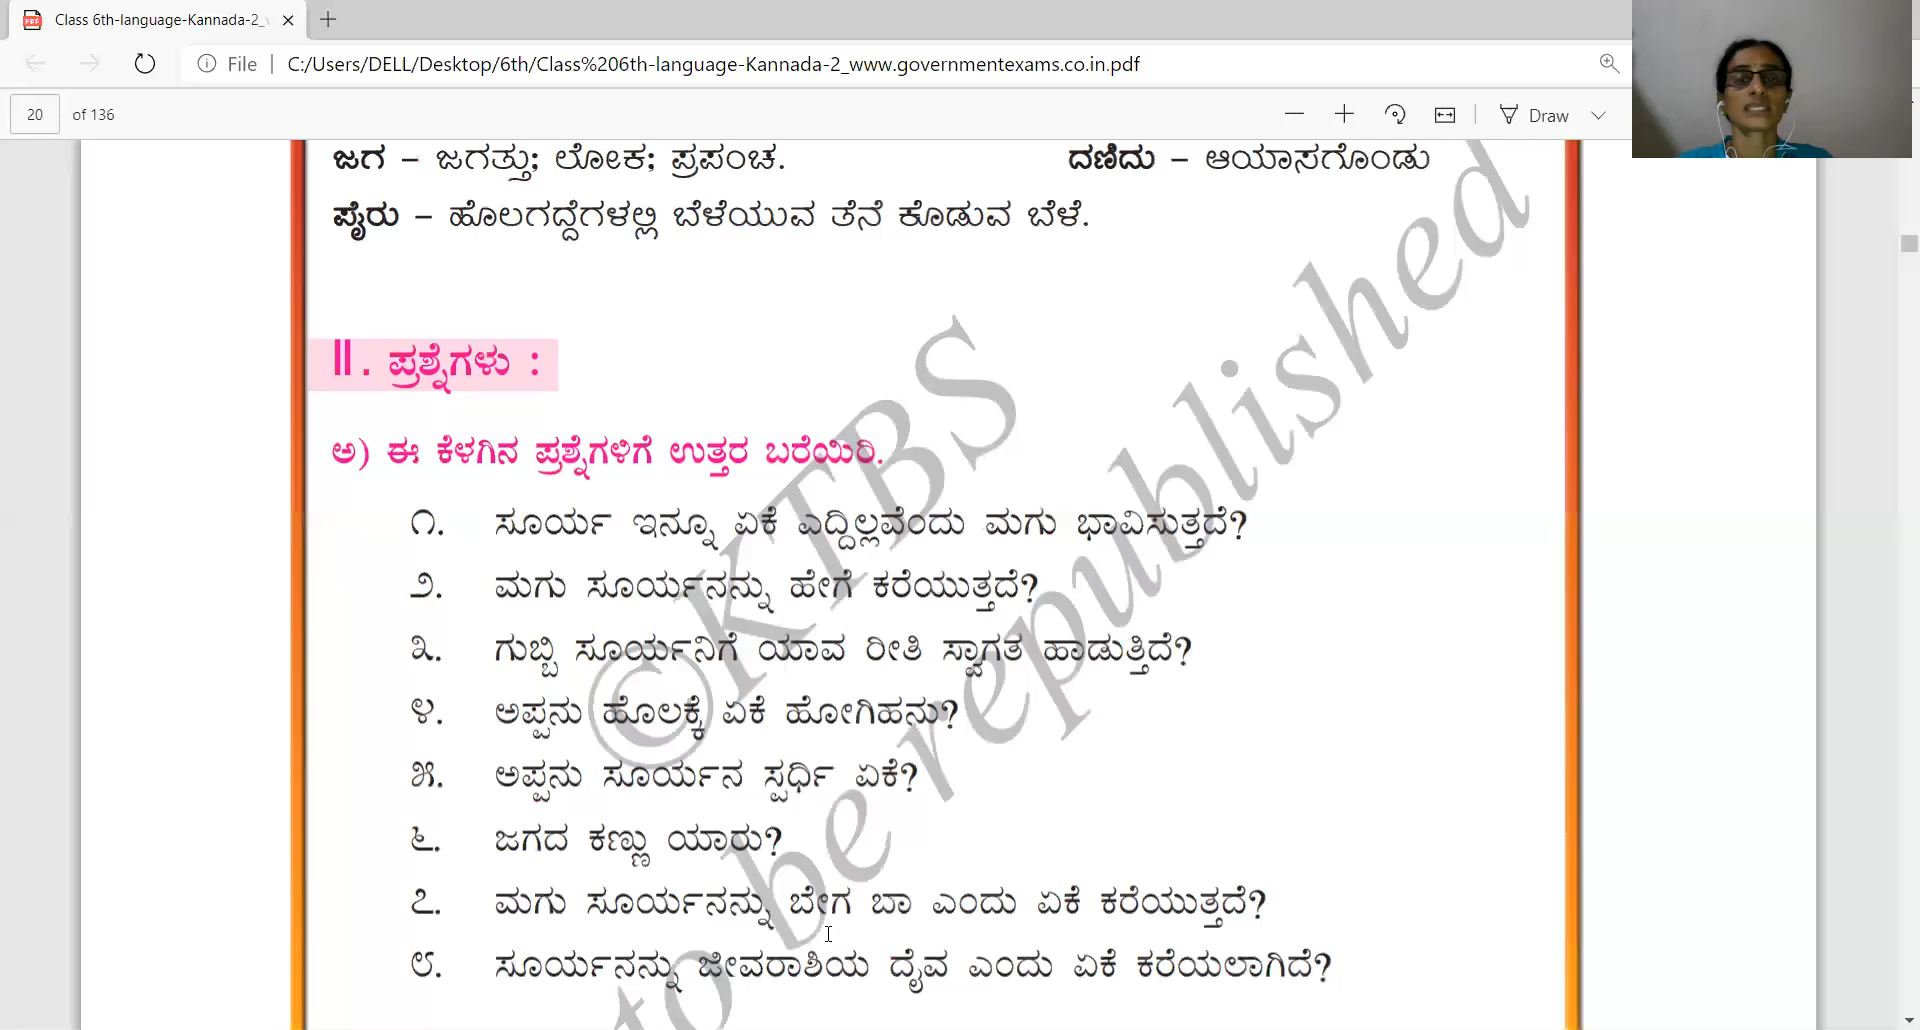 Class 6th-language-Kannada-2_
File C:/Users/DELL/Desktop/6th/Class%206th-language-Kannada-2_www.governmentexams.co.in.pdf
20 of 136 Draw
ಜಗ – ಜಗತ್ತು; ಲೋಕ; ಪ್ರಪಂಚ. ದಣಿದು – ಆಯಾಸಗೊಂಡು
ಪೈರು – ಹೊಲಗದ್ದೆಗಳಲ್ಲಿ ಬೆಳೆಯುವ ತೆನೆ ಕೊಡುವ ಬೆಳೆ.
II. ಪ್ರಶ್ನೆಗಳು :
ಅ) ಈ ಕೆಳಗಿನ ಪ್ರಶ್ನೆಗಳಿಗೆ ಉತ್ತರ ಬರೆಯಿರಿ.
೧. ಸೂರ್ಯ ಇನ್ನೂ ಏಕೆ ಎದ್ದಿಲ್ಲವೆಂದು ಮಗು ಭಾವಿಸುತ್ತದೆ?
೨. ಮಗು ಸೂರ್ಯನನ್ನು ಹೇಗೆ ಕರೆಯುತ್ತದೆ?
೩. ಗುಬ್ಬಿ ಸೂರ್ಯನಿಗೆ ಯಾವ ರೀತಿ ಸ್ವಾಗತ ಹಾಡುತ್ತಿದೆ?
೪. ಅಪ್ಪನು ಹೊಲಕ್ಕೆ ಏಕೆ ಹೋಗಿಹನು?
೫. ಅಪ್ಪನು ಸೂರ್ಯನ ಸ್ಪರ್ಧಿ ಏಕೆ?
೬. ಜಗದ ಕಣ್ಣು ಯಾರು?
೭. ಮಗು ಸೂರ್ಯನನ್ನು ಬೇಗ ಬಾ ಎಂದು ಏಕೆ ಕರೆಯುತ್ತದೆ?
೮. ಸೂರ್ಯನನ್ನು ಜೀವರಾಶಿಯ ದೈವ ಎಂದು ಏಕೆ ಕರೆಯಲಾಗಿದೆ?
©KTBS
to be republished